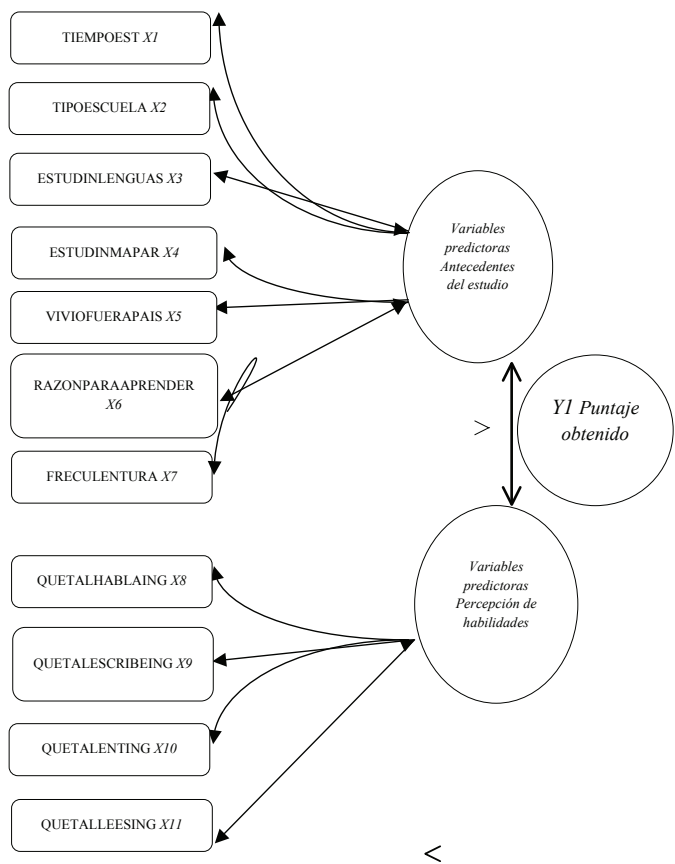 TIEMPOEST X1
TIPOESCUELA X2
ESTUDINLENGUAS X3
ESTUDINMAPAR X4
VIVIOFUERAPAIS X5
RAZONPARAAPRENDER
X6
FRECULENTURA X7
Variables
predictoras
Antecedentes
del estudio
>
Y1 Puntaje
obtenido
QUETALHABLAING X8
QUETALESCRIBEING X9
QUETALENTING X10
QUETALLEESING X11
Variables
predictoras
Percepción de
habilidades
<